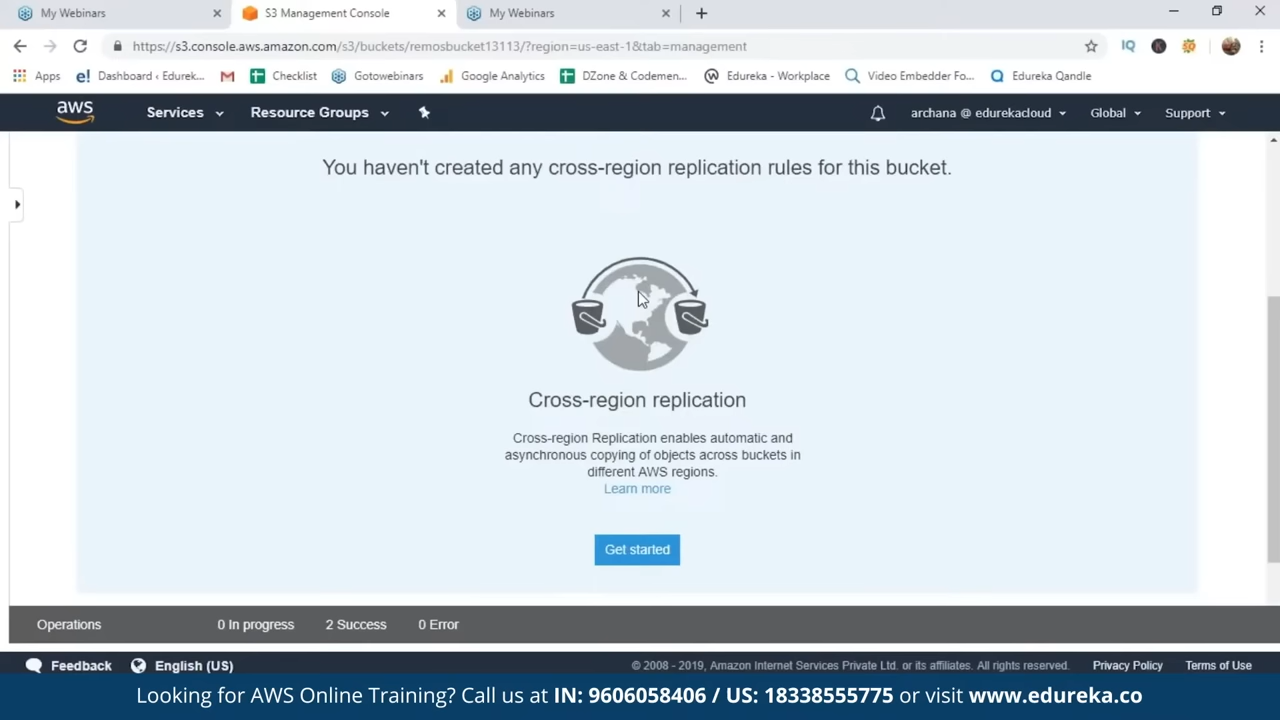 My Webinars
S3 Management Console
My Webinars
https://s3.console.aws.amazon.com/s3/buckets/remosbucket13113/?region=us-east-1&tab=management
IQ
K
Apps
e! Dashboard ‹ Edurek...
Checklist
Gotowebinars
Google Analytics
DZone & Codemen...
Edureka - Workplace
Video Embedder Fo...
Edureka Qandle
aws
Services
Resource Groups
archana @ edurekacloud
Global
Support
You haven't created any cross-region replication rules for this bucket.
Cross-region replication
Cross-region Replication enables automatic and
asynchronous copying of objects across buckets in
different AWS regions.
Learn more
Get started
Operations
0 In progress
2 Success
0 Error
Feedback
English (US)
© 2008 - 2019, Amazon Internet Services Private Ltd. or its affiliates. All rights reserved.
Privacy Policy
Terms of Use
Looking for AWS Online Training? Call us at IN: 9606058406 / US: 18338555775 or visit www.edureka.co